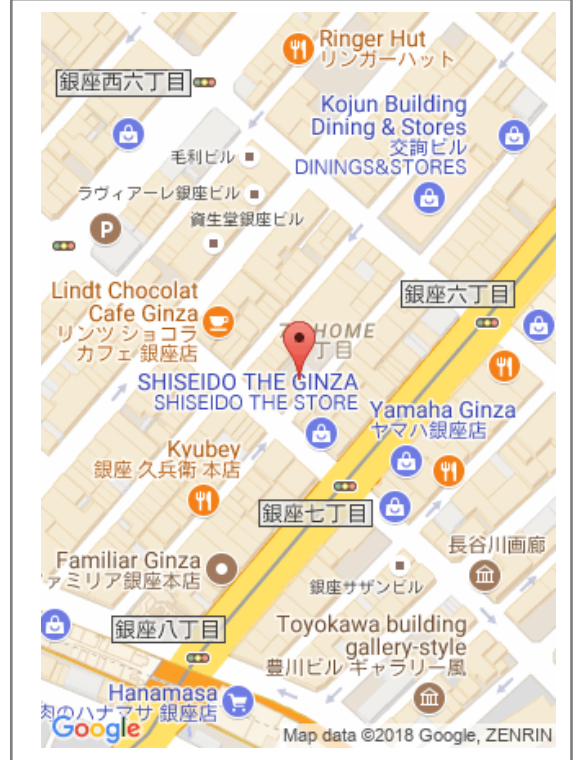 Ringer Hut
リンガーハット
銀座西六丁目
Kojun Building
Dining & Stores
交詢ビル
DININGS&STORES
毛利ビル
ラヴィアーレ銀座ビル
資生堂銀座ビル
P
Lindt Chocolat
Cafe Ginza
リンツ ショコラ
カフェ 銀座店
銀座六丁目
HOME
丁目
SHISEIDO THE GINZA
SHISEIDO THE STORE
Yamaha Ginza
ヤマハ銀座店
Kyubey
銀座 久兵衛 本店
銀座七丁目
長谷川画廊
Familiar Ginza
ァミリア銀座本店
銀座サザンビル
銀座八丁目
Toyokawa building
gallery-style
豊川ビル ギャラリー風
Hanamasa
肉のハナマサ 銀座店
Google
Map data ©2018 Google, ZENRIN